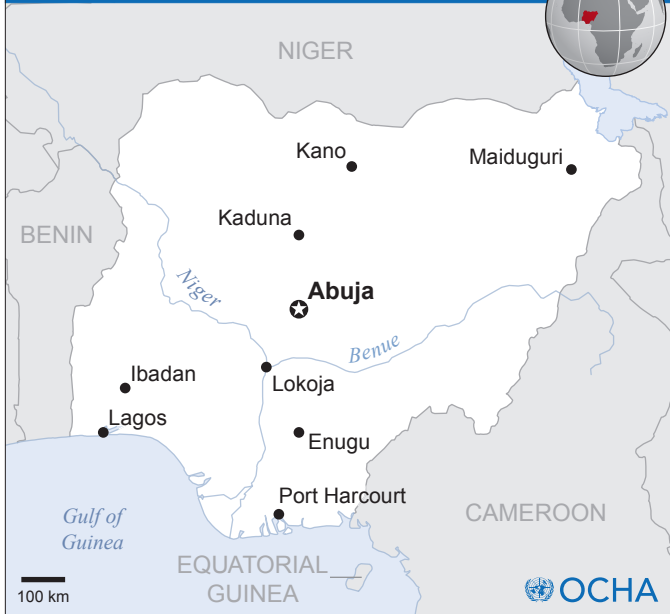 NIGER
Kano
Maiduguri
Kaduna
BENIN
Niger
Abuja
Benue
Ibadan
Lokoja
Lagos
Enugu
Port Harcourt
Gulf of
Guinea
CAMEROON
EQUATORIAL
GUINEA
100 km
OCHA